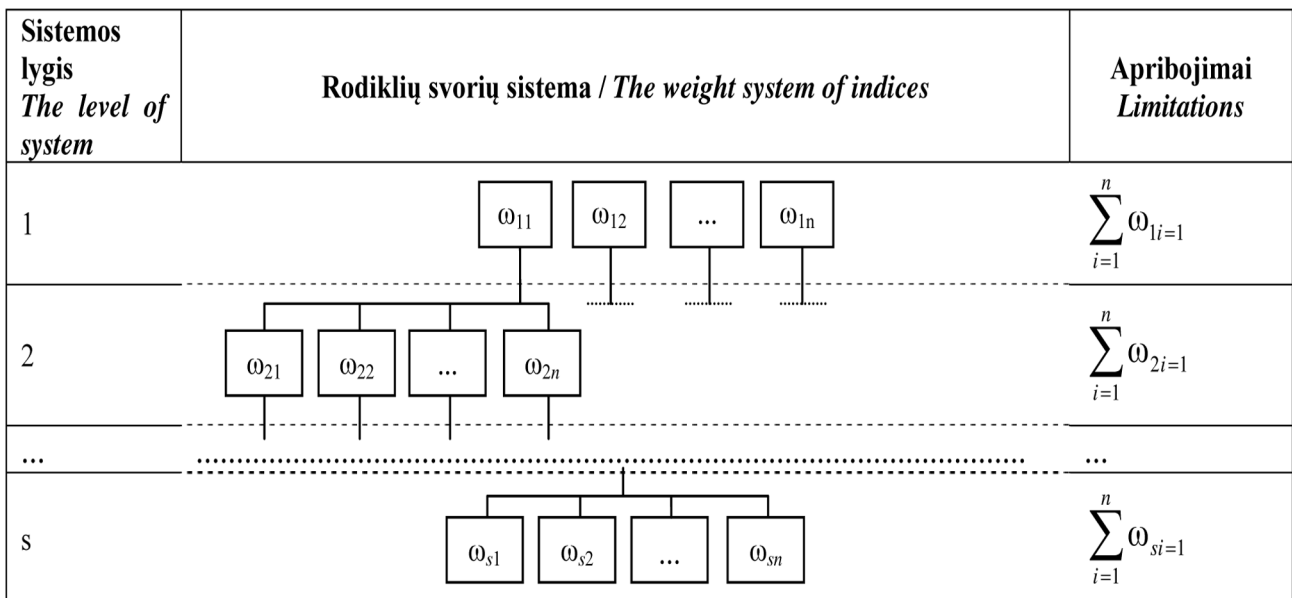 Sistemos
lygis
The level of
system
Rodiklių svorių sistema / The weight system of indices
Apribojimai
Limitations
1
ω₁₁ ω₁₂ ... ω₁ₙ
n
∑ ω₁ᵢ₌₁
i=1
2
ω₂₁ ω₂₂ ... ω₂ₙ
n
∑ ω₂ᵢ₌₁
i=1
...
...
s
ωₛ₁ ωₛ₂ ... ωₛₙ
n
∑ ωₛᵢ₌₁
i=1